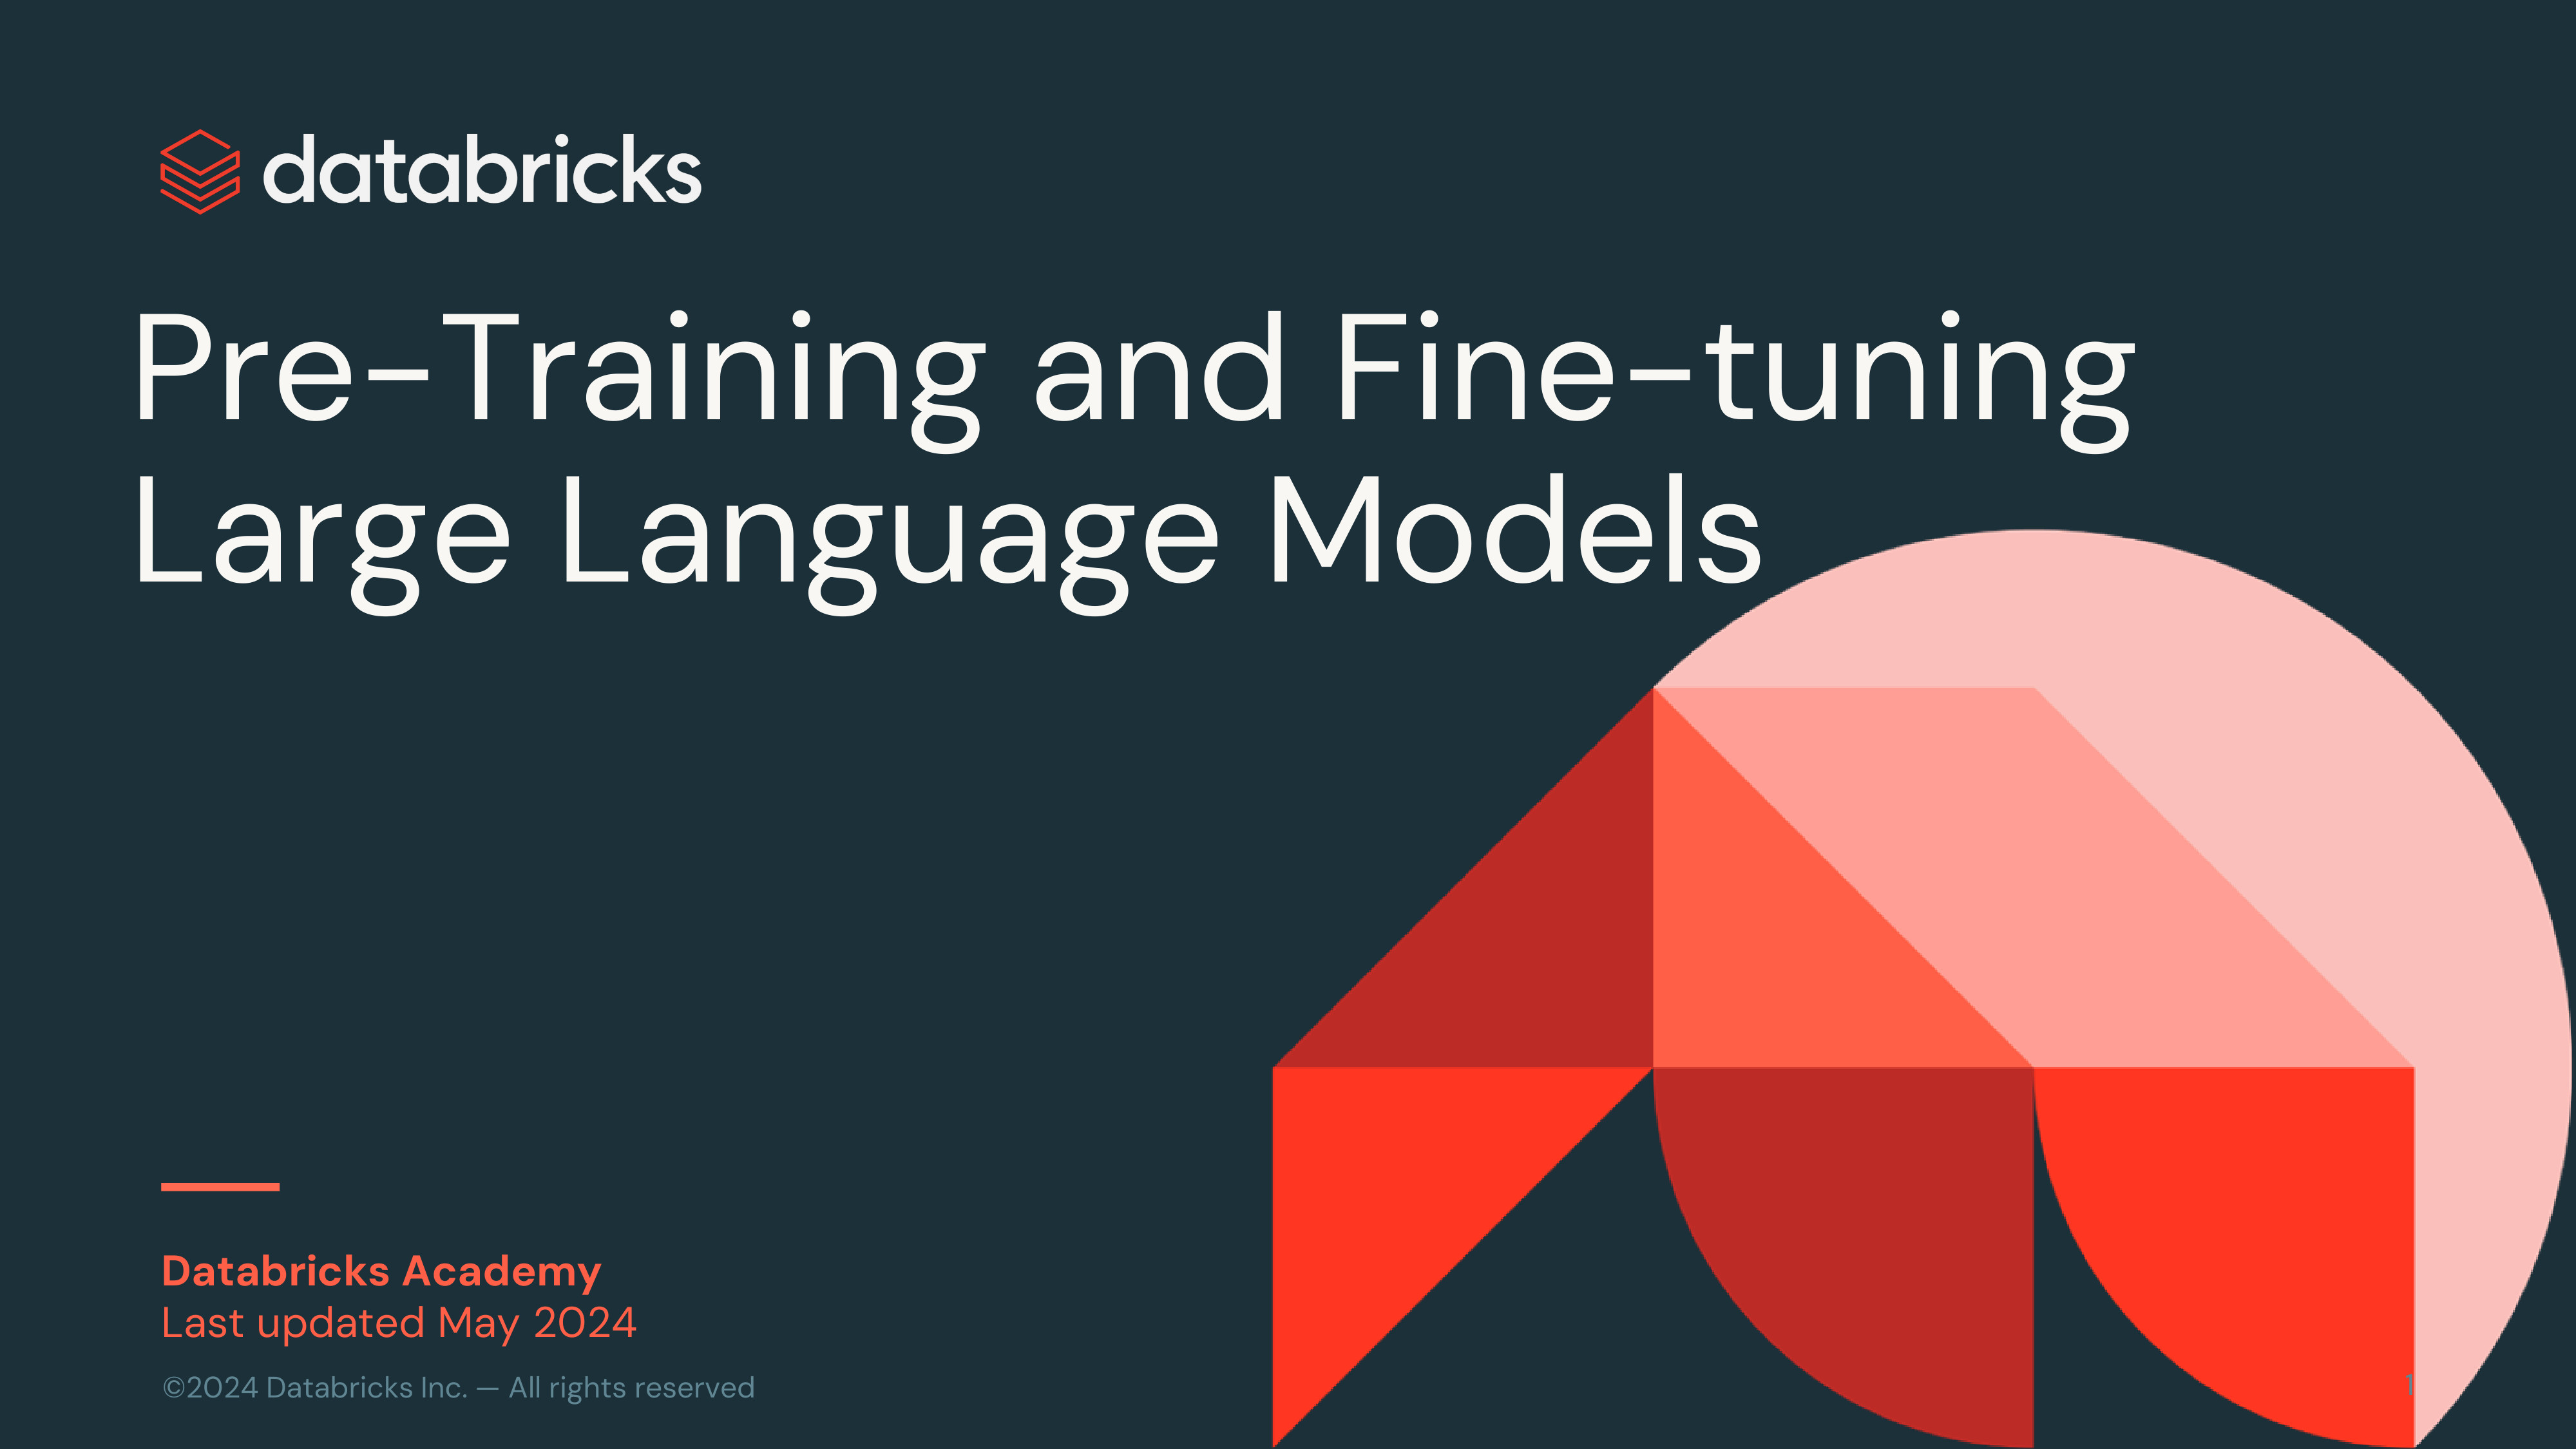 databricks
Pre-Training and Fine-tuning
Large Language Models
Databricks Academy
Last updated May 2024
©2024 Databricks Inc. — All rights reserved
1